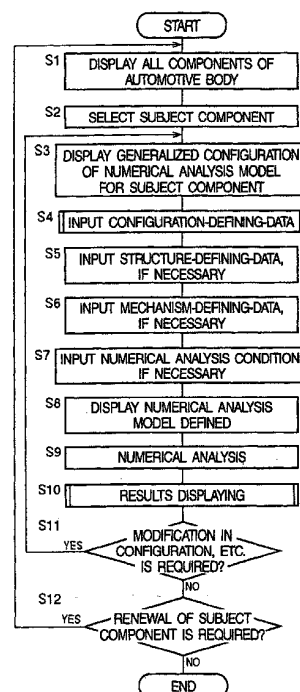 START
S1
DISPLAY ALL COMPONENTS OF
AUTOMOTIVE BODY
S2
SELECT SUBJECT COMPONENT
S3
DISPLAY GENERALIZED CONFIGURATION
OF NUMERICAL ANALYSIS MODEL
FOR SUBJECT COMPONENT
S4
INPUT CONFIGURATION-DEFINING-DATA
S5
INPUT STRUCTURE-DEFINING-DATA,
IF NECESSARY
S6
INPUT MECHANISM-DEFINING-DATA,
IF NECESSARY
S7
INPUT NUMERICAL ANALYSIS CONDITION
IF NECESSARY
S8
DISPLAY NUMERICAL ANALYSIS
MODEL DEFINED
S9
NUMERICAL ANALYSIS
S10
RESULTS DISPLAYING
S11
MODIFICATION IN
YES CONFIGURATION, ETC.
IS REQUIRED?
NO
S12
YES RENEWAL OF SUBJECT
COMPONENT IS REQUIRED?
NO
END